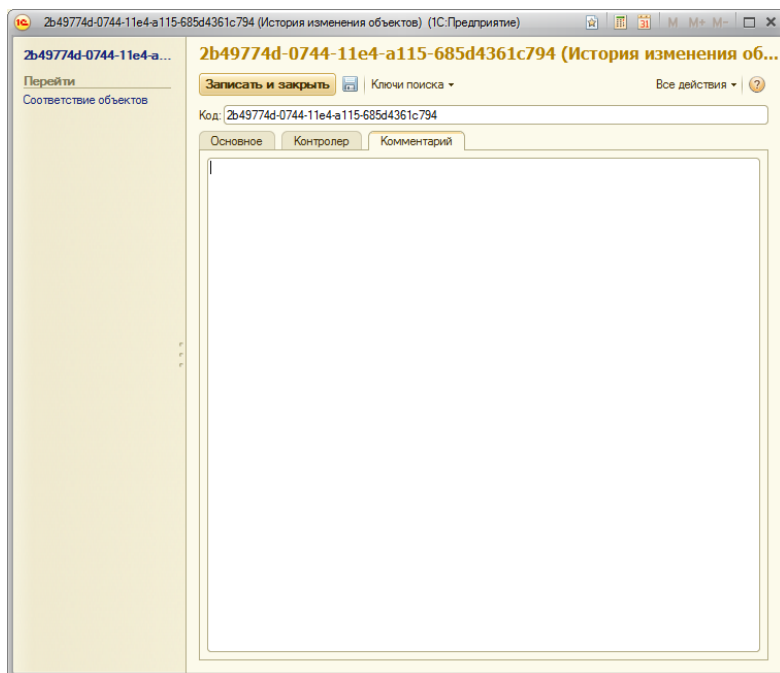 2b49774d-0744-11e4-a115-685d4361c794 (История изменения объектов) (1С:Предприятие)
31 M M+ M-
2b49774d-0744-11e4-a...
Перейти
Соответствие объектов
2b49774d-0744-11e4-a115-685d4361c794 (История изменения об...
Записать и закрыть Ключи поиска Все действия ?
Код: 2b49774d-0744-11e4-a115-685d4361c794
Основное Контролер Комментарий